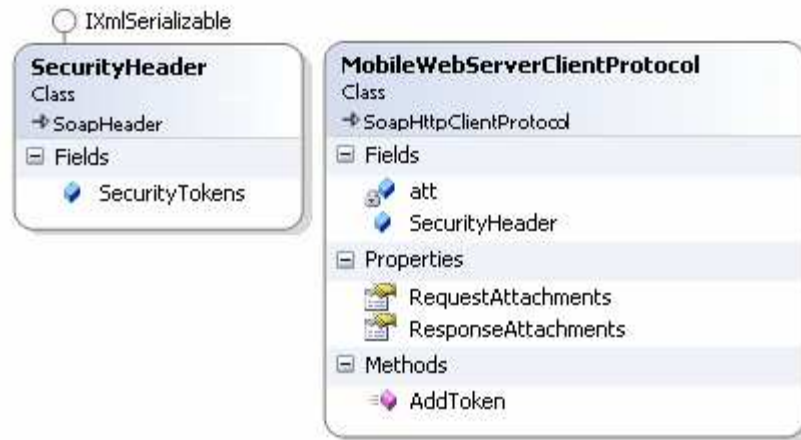 IXmlSerializable
SecurityHeader
Class
SoapHeader
Fields
SecurityTokens
MobileWebServerClientProtocol
Class
SoapHttpClientProtocol
Fields
att
SecurityHeader
Properties
RequestAttachments
ResponseAttachments
Methods
AddToken